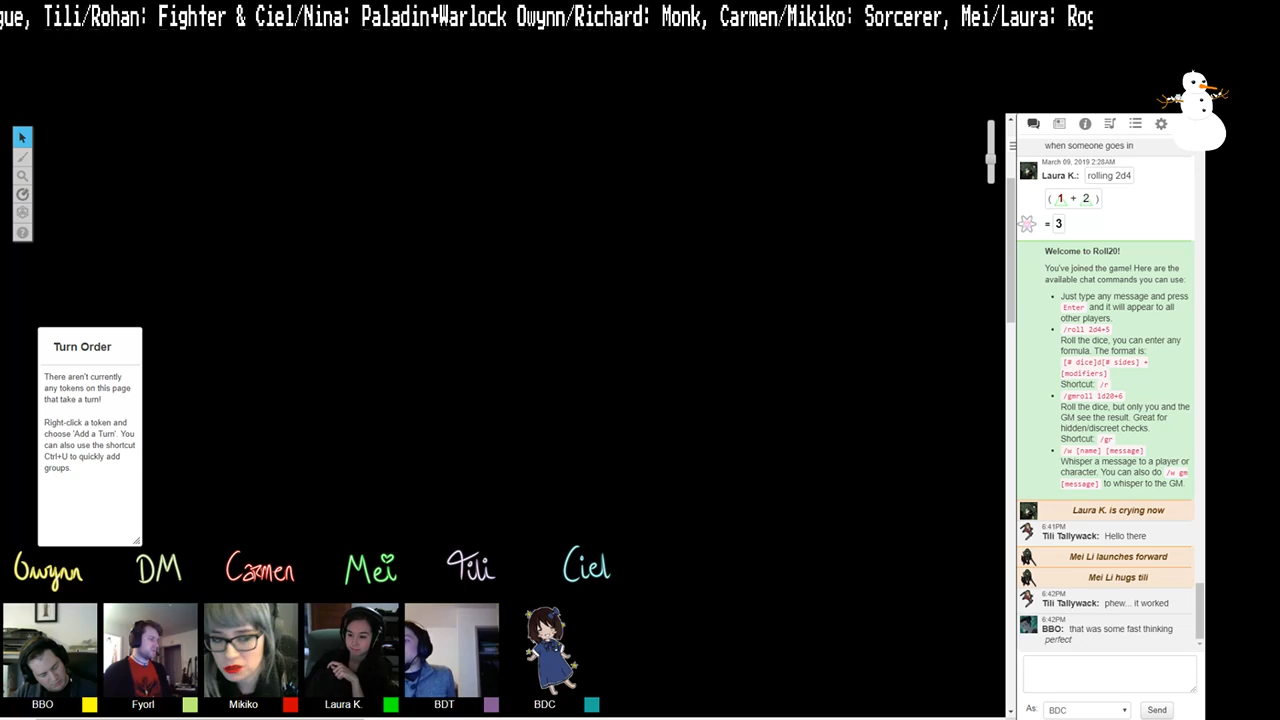 gue, Tili/Rohan: Fighter & Ciel/Nina: Paladin+Warlock Owynn/Richard: Monk, Carmen/Mikiko: Sorcerer, Mei/Laura: Rog
when someone goes in
March 09, 2019 2:28AM
Laura K.: rolling 2d4
( 1 + 2 )
= 3
Welcome to Roll20!
You've joined the game! Here are the
available chat commands you can use:
• Just type any message and press
Enter and it will appear to all
other players.
• /roll 2d4+5
Roll the dice, you can enter any
formula. The format is:
[# dice]d[# sides] +
[modifiers]
Shortcut: /r
• /gmroll 1d20+6
Roll the dice, but only you and the
GM see the result. Great for
hidden/discreet checks.
Shortcut: /gr
• /w [name] [message]
Whisper a message to a player or
character. You can also do /w gm
[message] to whisper to the GM.
Laura K. is crying now
6:41PM
Tili Tallywack: Hello there
Mei Li launches forward
Mei Li hugs tili
6:42PM
Tili Tallywack: phew... it worked
6:42PM
BBO: that was some fast thinking
perfect
As: BDC Send
Turn Order
There aren't currently
any tokens on this page
that take a turn!
Right-click a token and
choose 'Add a Turn'. You
can also use the shortcut
Ctrl+U to quickly add
groups.
Owynn DM Carmen Mei Tili Ciel
BBO Fyorl Mikiko Laura K. BDT BDC